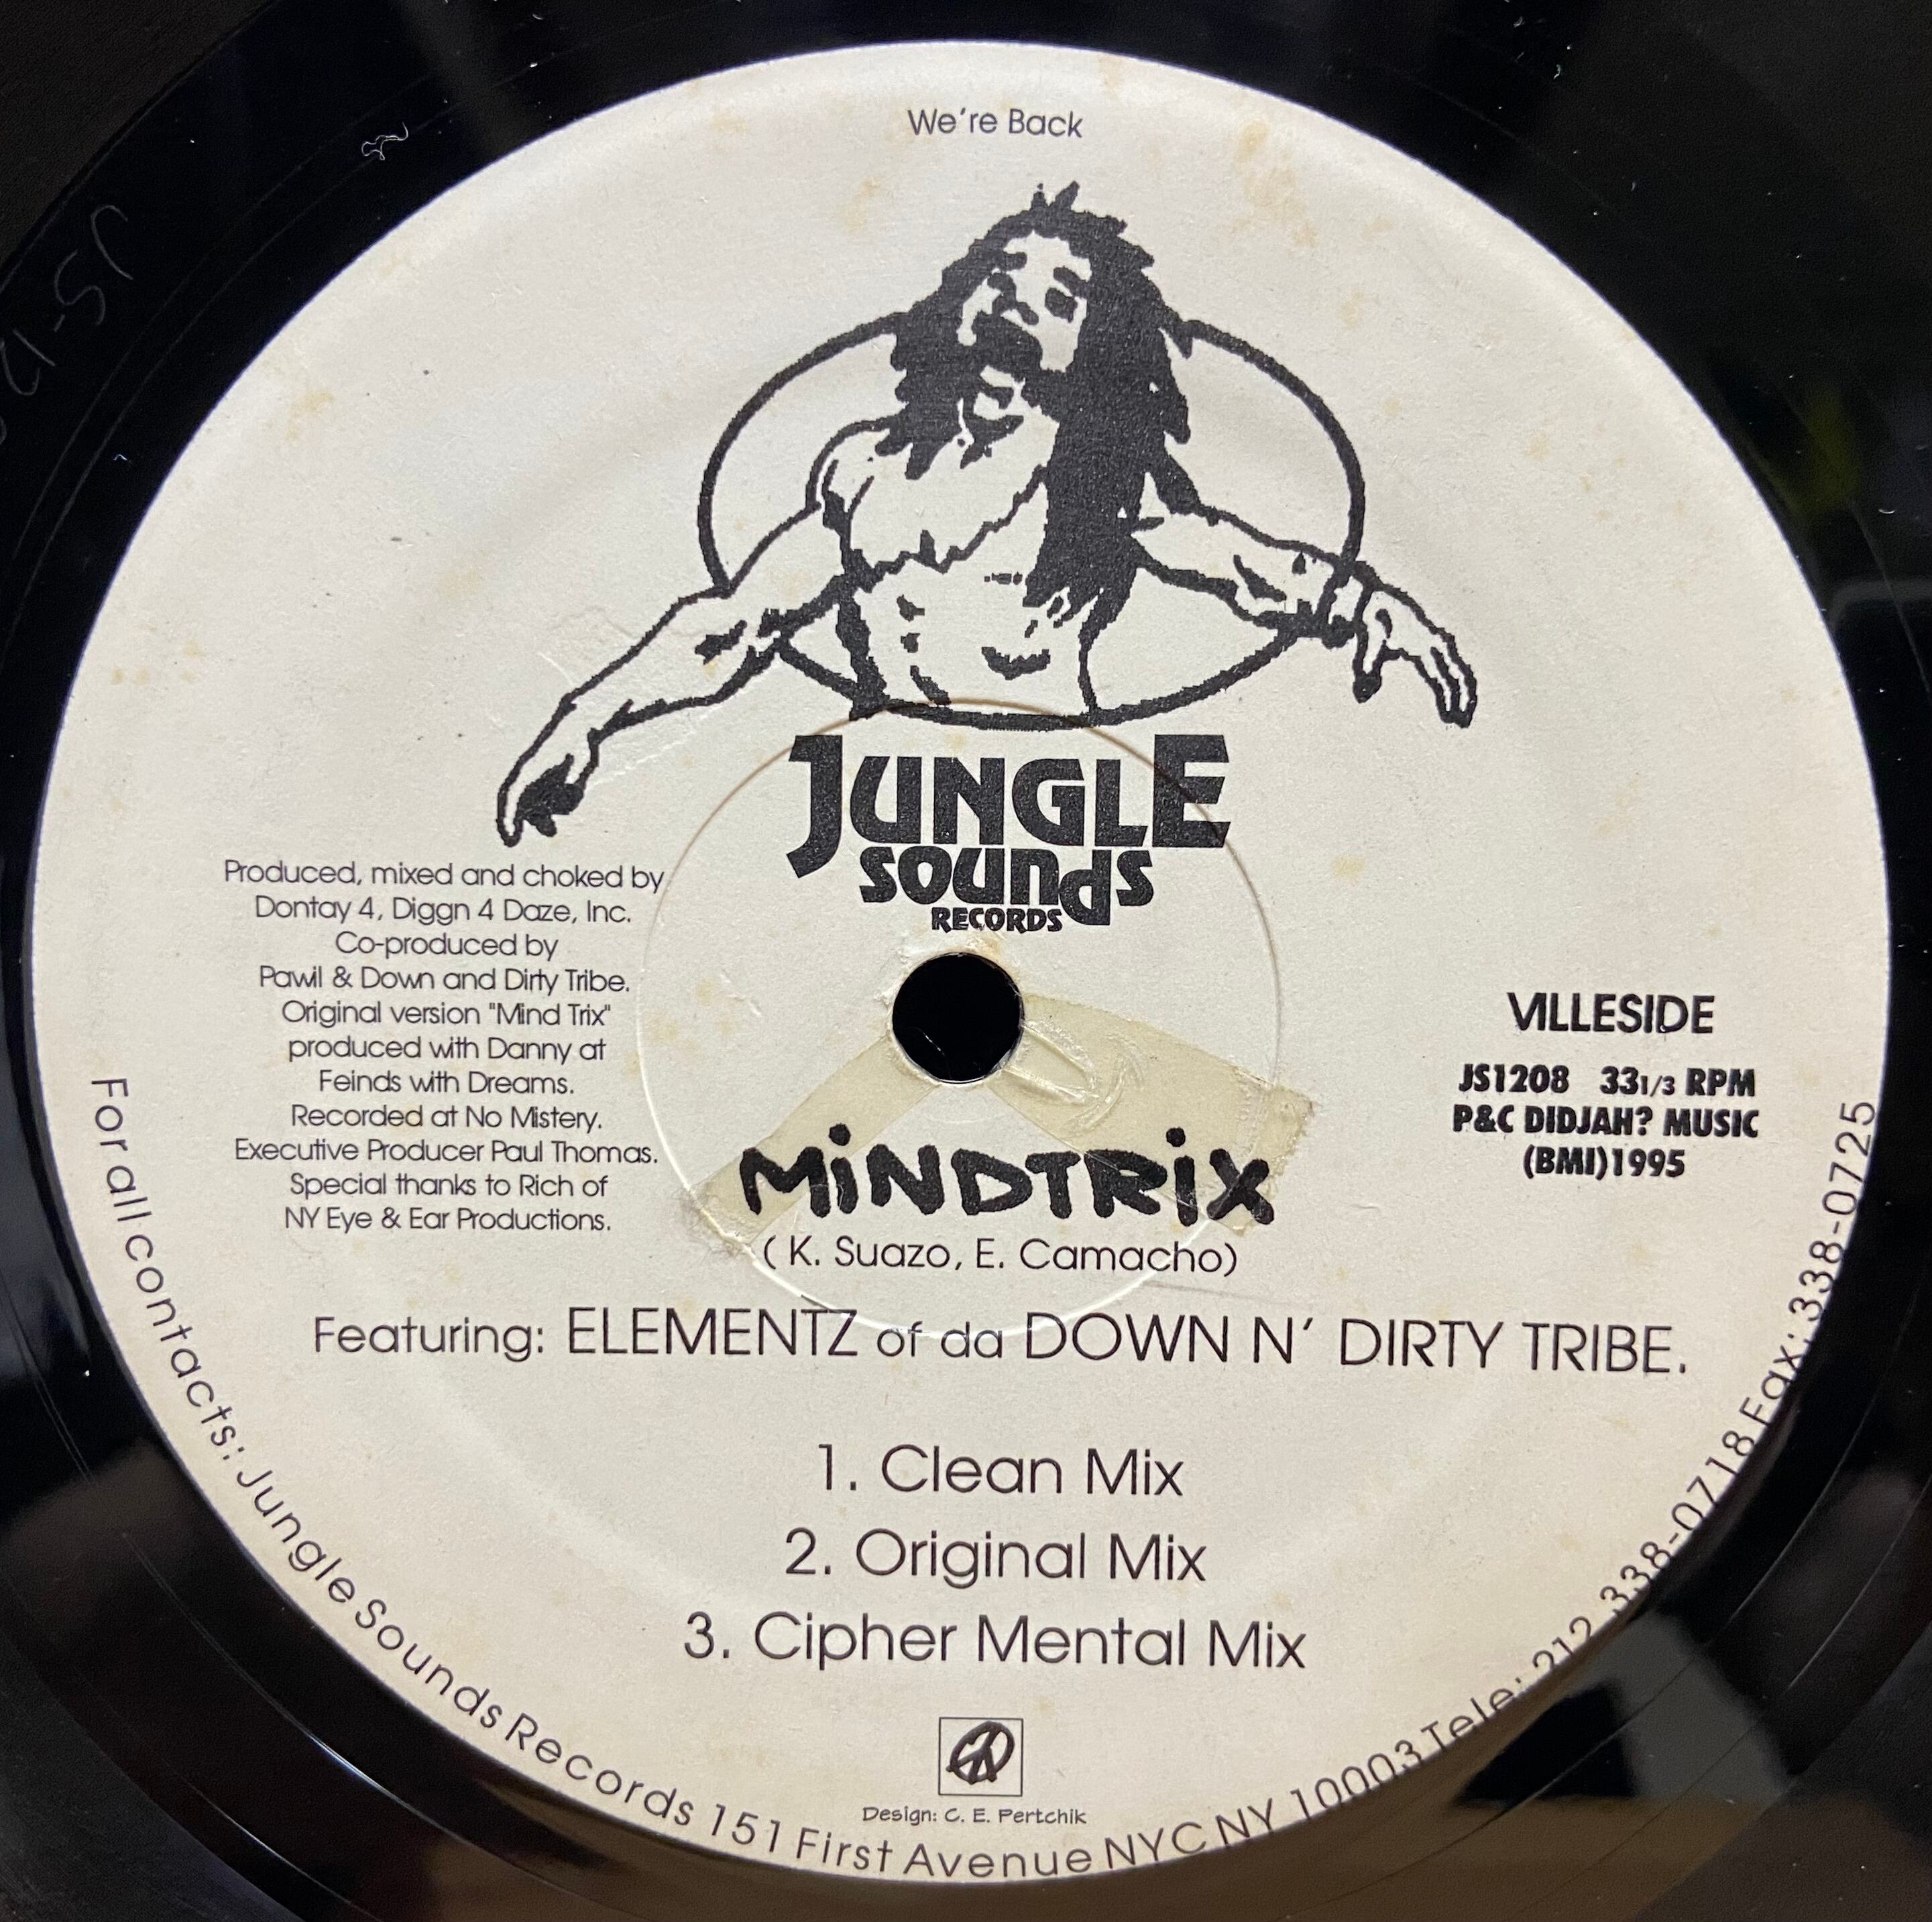 We're Back
JUNGLE
SOUNDS
RECORDS
Produced, mixed and choked by
Dontay 4, Diggn 4 Daze, Inc.
Co-produced by
Pawil & Down and Dirty Tribe.
Original version "Mind Trix"
produced with Danny at
Feinds with Dreams.
Recorded at No Mistery.
Executive Producer Paul Thomas.
Special thanks to Rich of
NY Eye & Ear Productions.
VILLESIDE
JS1208 33 1/3 RPM
P&C DIDJAH? MUSIC
(BMI)1995
MiNDTRiX
( K. Suazo, E. Camacho)
Featuring: ELEMENTZ of da DOWN N' DIRTY TRIBE.
1. Clean Mix
2. Original Mix
3. Cipher Mental Mix
Design: C. E. Pertchik
For all contacts: Jungle Sounds Records 151 First Avenue NYC NY 10003 Tele: 212 338-0718 Fax: 338-0725